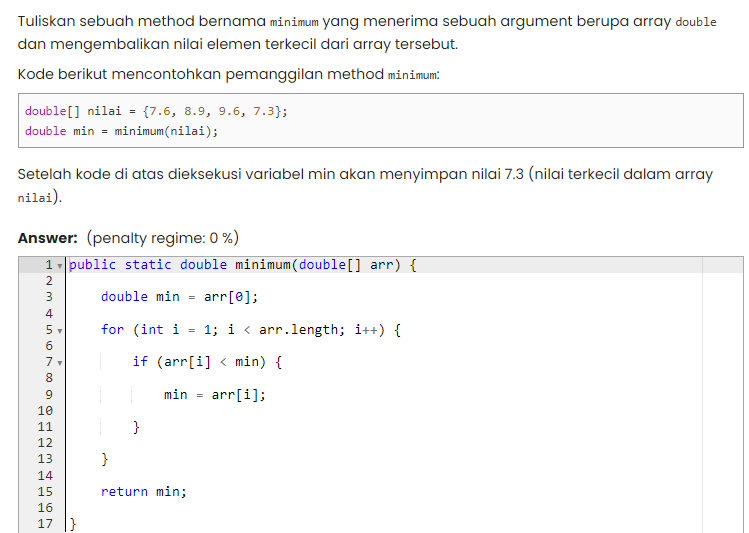 Tuliskan sebuah method bernama minimum yang menerima sebuah argument berupa array double
dan mengembalikan nilai elemen terkecil dari array tersebut.
Kode berikut mencontohkan pemanggilan method minimum:
double[] nilai = {7.6, 8.9, 9.6, 7.3};
double min = minimum(nilai);
Setelah kode di atas dieksekusi variabel min akan menyimpan nilai 7.3 (nilai terkecil dalam array
nilai).
Answer: (penalty regime: 0 %)
1 public static double minimum(double[] arr) {
2
3 double min = arr[0];
4
5 for (int i = 1; i < arr.length; i++) {
6
7 if (arr[i] < min) {
8
9 min = arr[i];
10
11 }
12
13 }
14
15 return min;
16
17 }